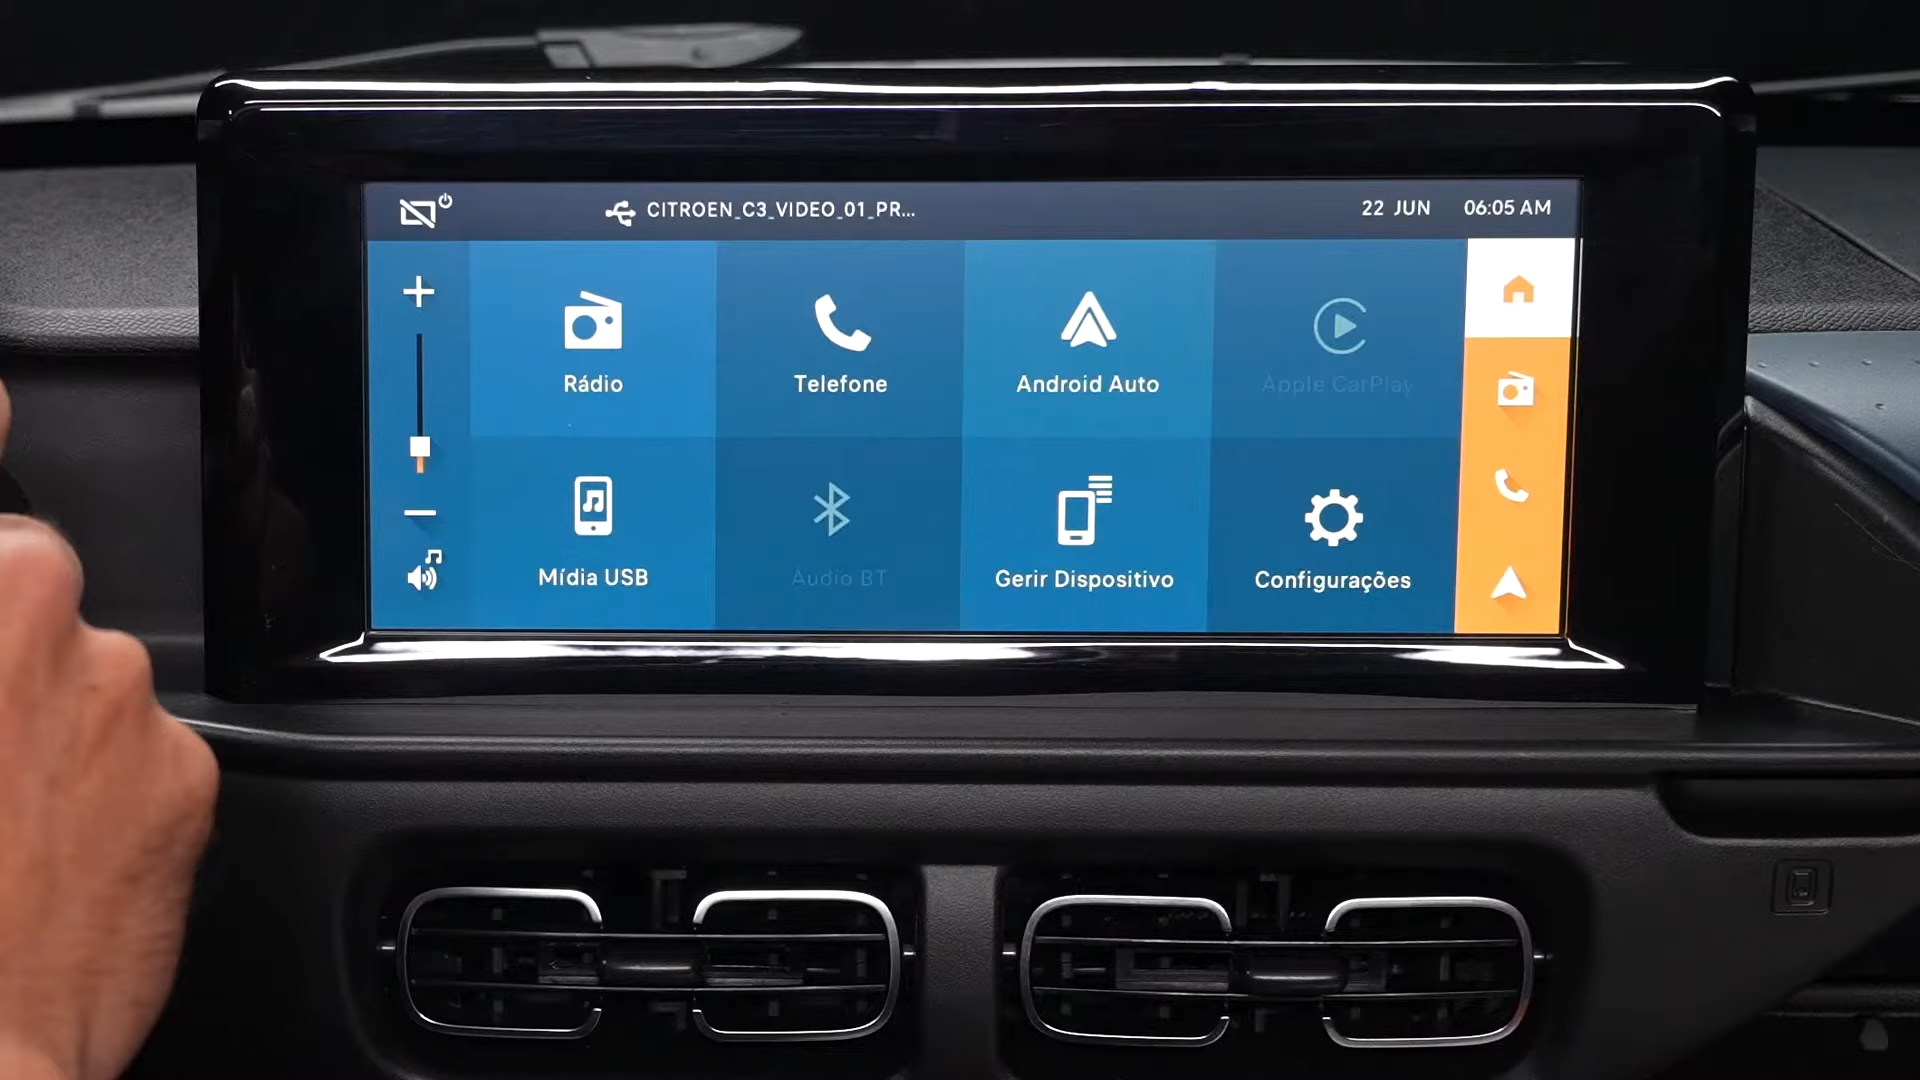 CITROEN_C3_VIDEO_01_PR...
22 JUN
06:05 AM
Rádio
Telefone
Android Auto
Apple CarPlay
Mídia USB
Audio BT
Gerir Dispositivo
Configurações